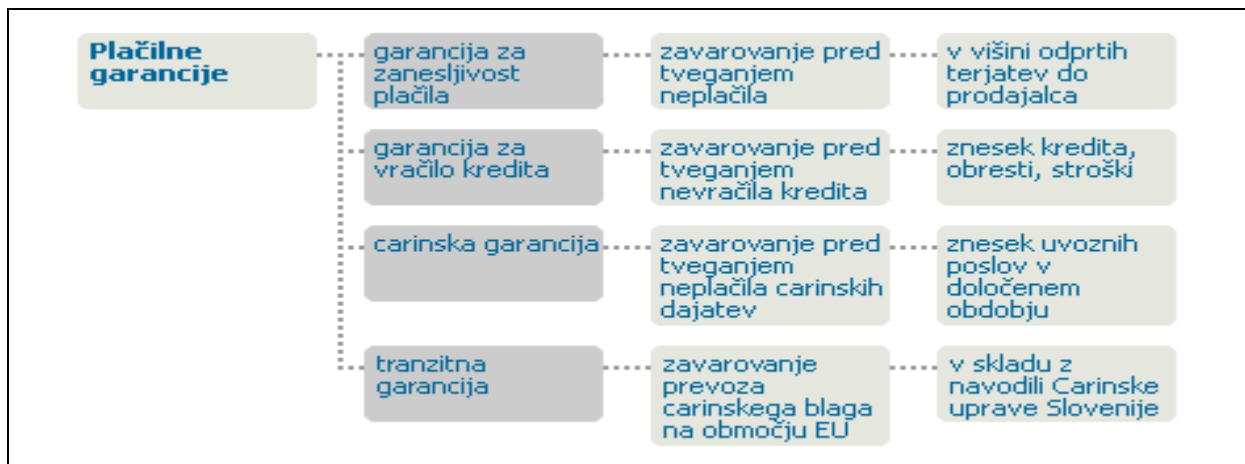 Plačilne
garancije
garancija za
zanesljivost
plačila
zavarovanje pred
tveganjem
neplačila
v višini odprtih
terjatev do
prodajalca
garancija za
vračilo kredita
zavarovanje pred
tveganjem
nevračila kredita
znesek kredita,
obresti, stroški
carinska garancija
zavarovanje pred
tveganjem
neplačila carinskih
dajatev
znesek uvoznih
poslov v
določenem
obdobju
tranzitna
garancija
zavarovanje
prevoza
carinskega blaga
na območju EU
v skladu z
navodili Carinske
uprave Slovenije